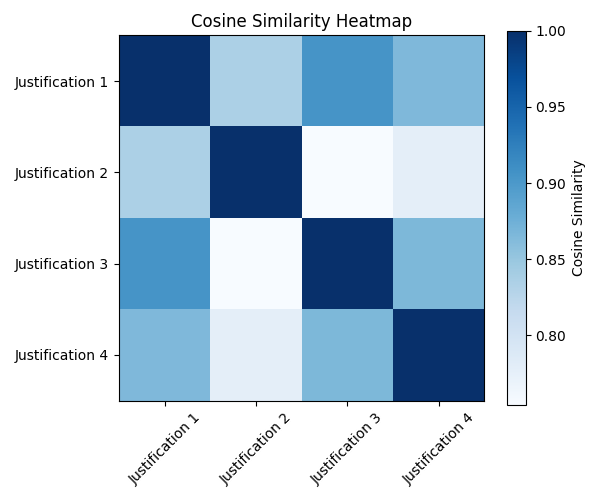 Cosine Similarity Heatmap
Justification 1
Justification 2
Justification 3
Justification 4
Justification 1
Justification 2
Justification 3
Justification 4
1.00
0.95
0.90
0.85
0.80
Cosine Similarity